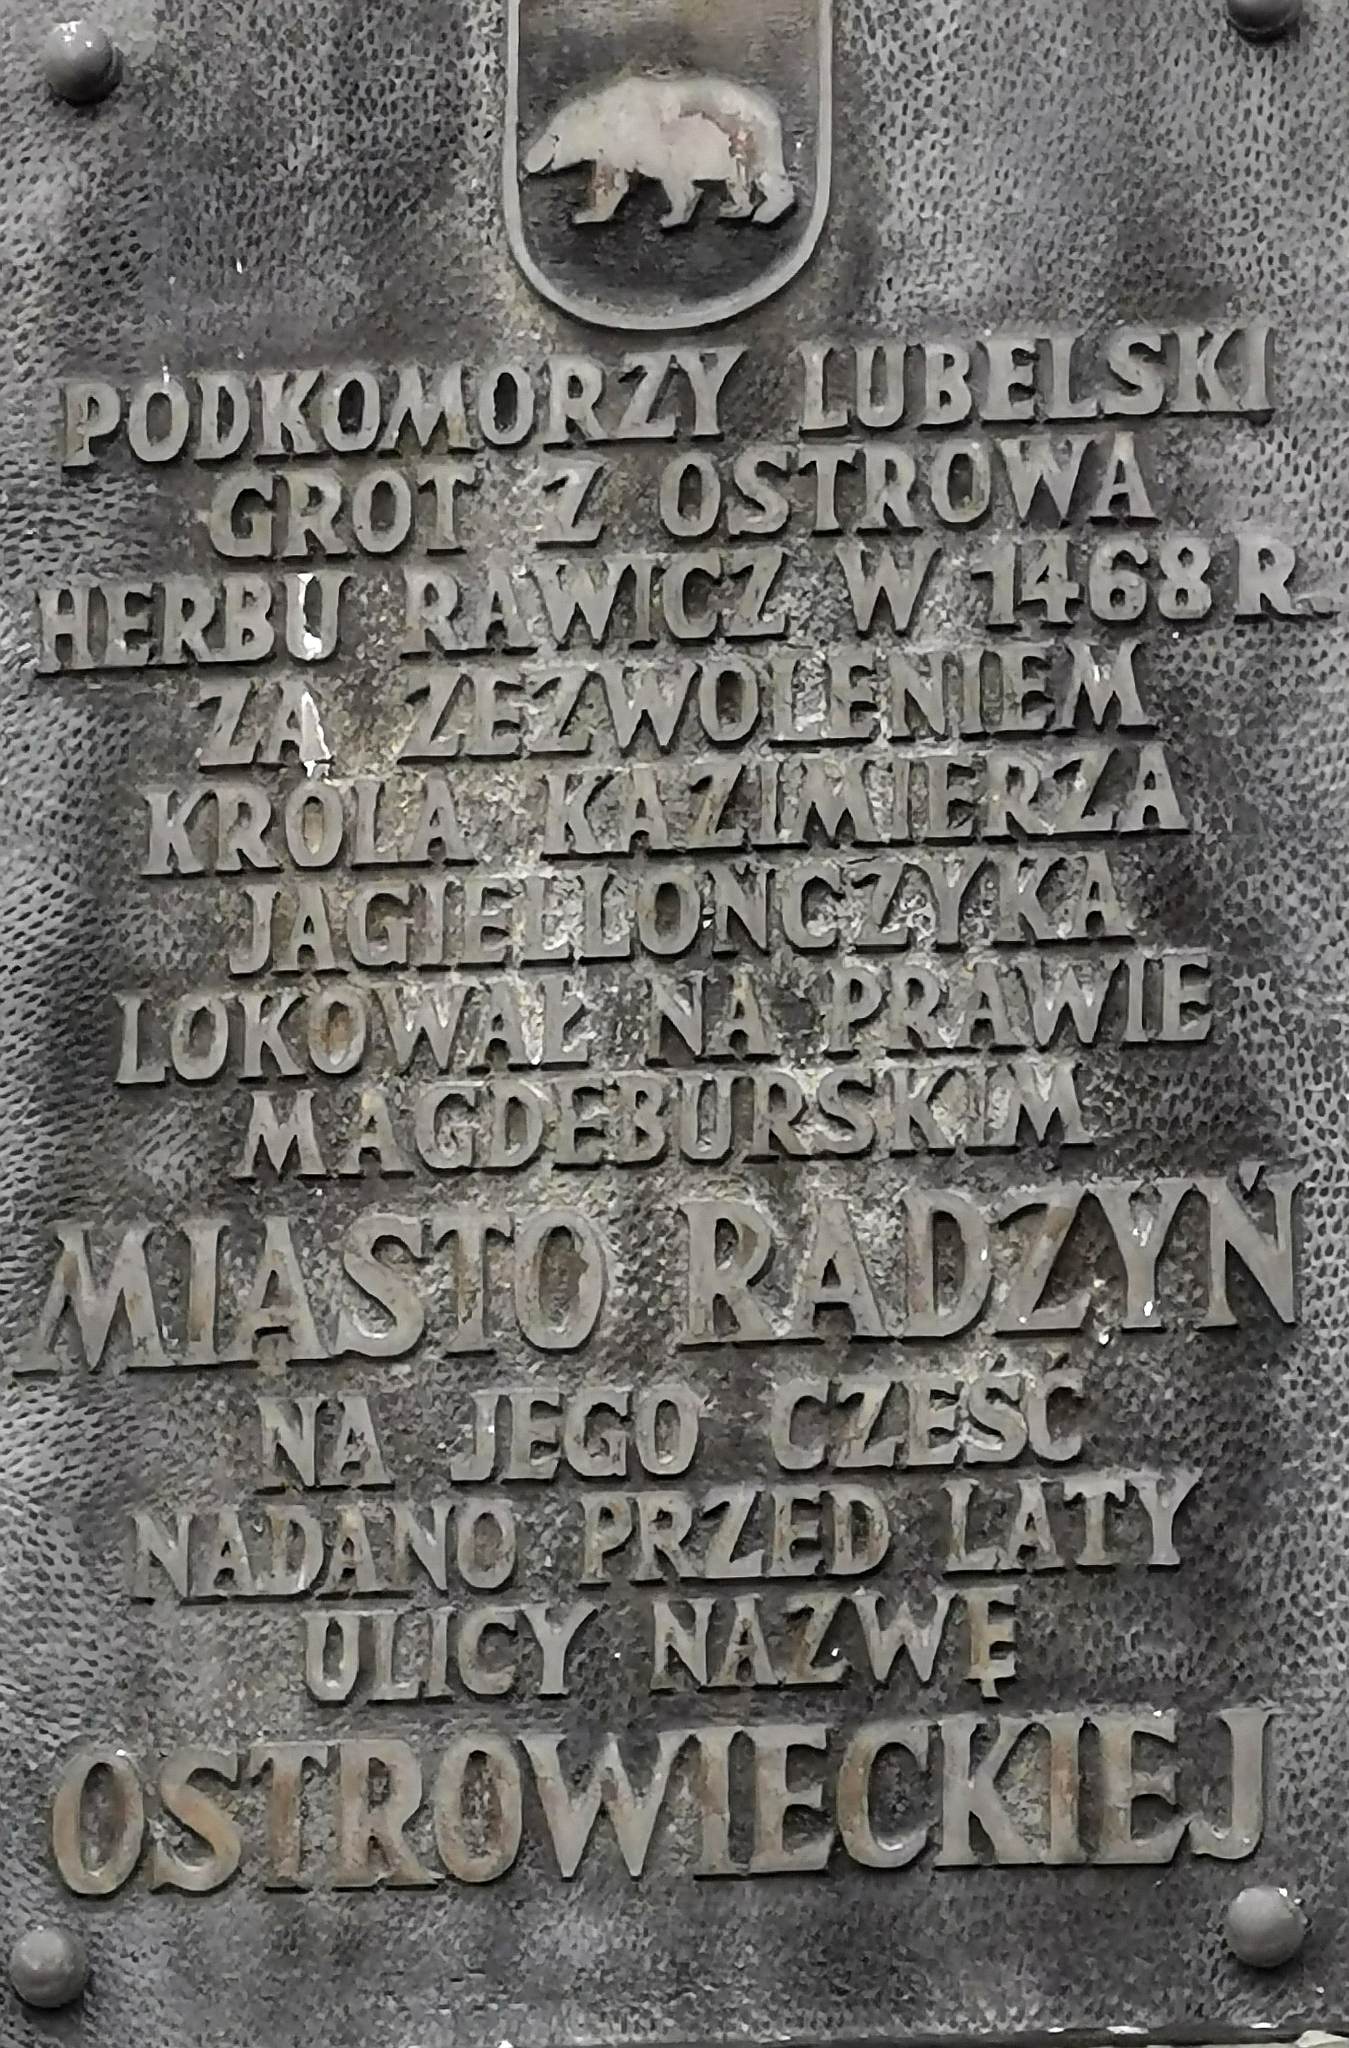 PODKOMORZY LUBELSKI
GROT Z OSTROWA
HERBU RAWICZ W 1468 R.
ZA ZEZWOLENIEM
KRÓLA KAZIMIERZA
JAGIELLOŃCZYKA
LOKOWAŁ NA PRAWIE
MAGDEBURSKIM
MIASTO RADZYŃ
NA JEGO CZEŚĆ
NADANO PRZED LATY
ULICY NAZWĘ
OSTROWIECKIEJ